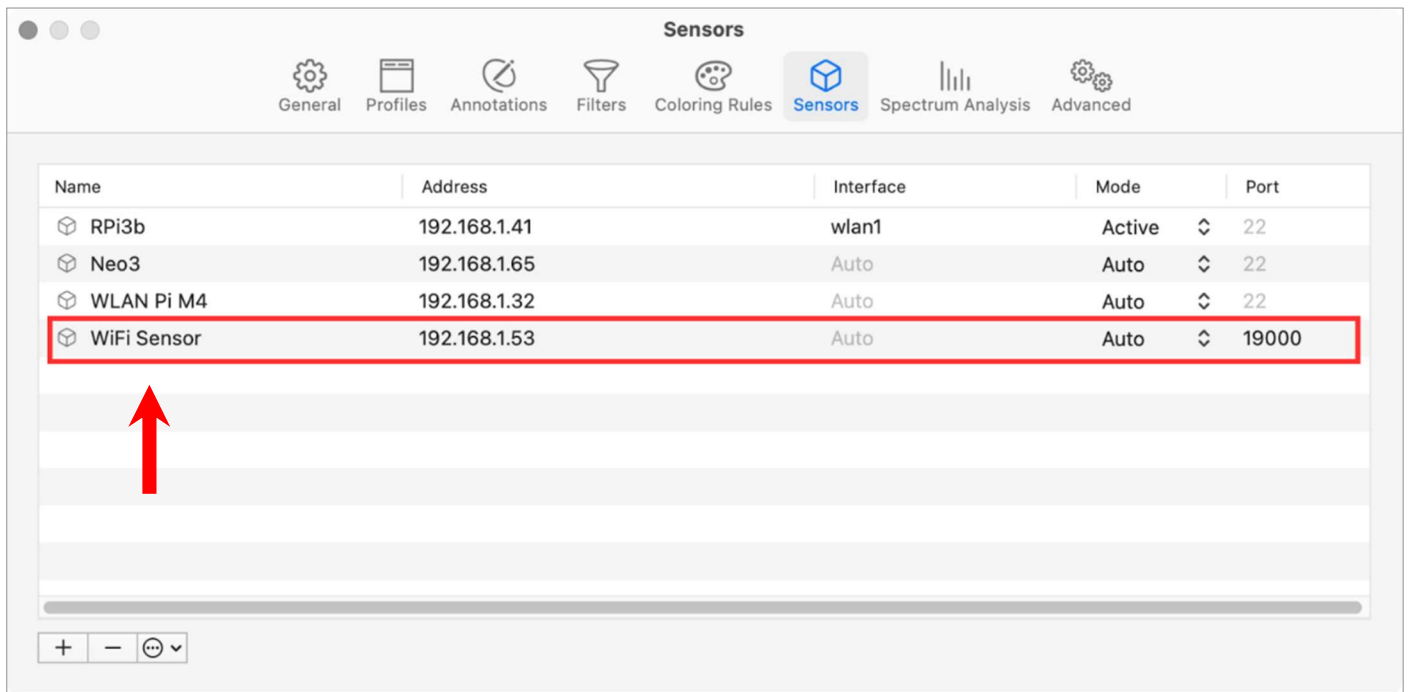 Sensors
General Profiles Annotations Filters Coloring Rules Sensors Spectrum Analysis Advanced
Name Address Interface Mode Port
RPi3b 192.168.1.41 wlan1 Active 22
Neo3 192.168.1.65 Auto Auto 22
WLAN Pi M4 192.168.1.32 Auto Auto 22
WiFi Sensor 192.168.1.53 Auto Auto 19000